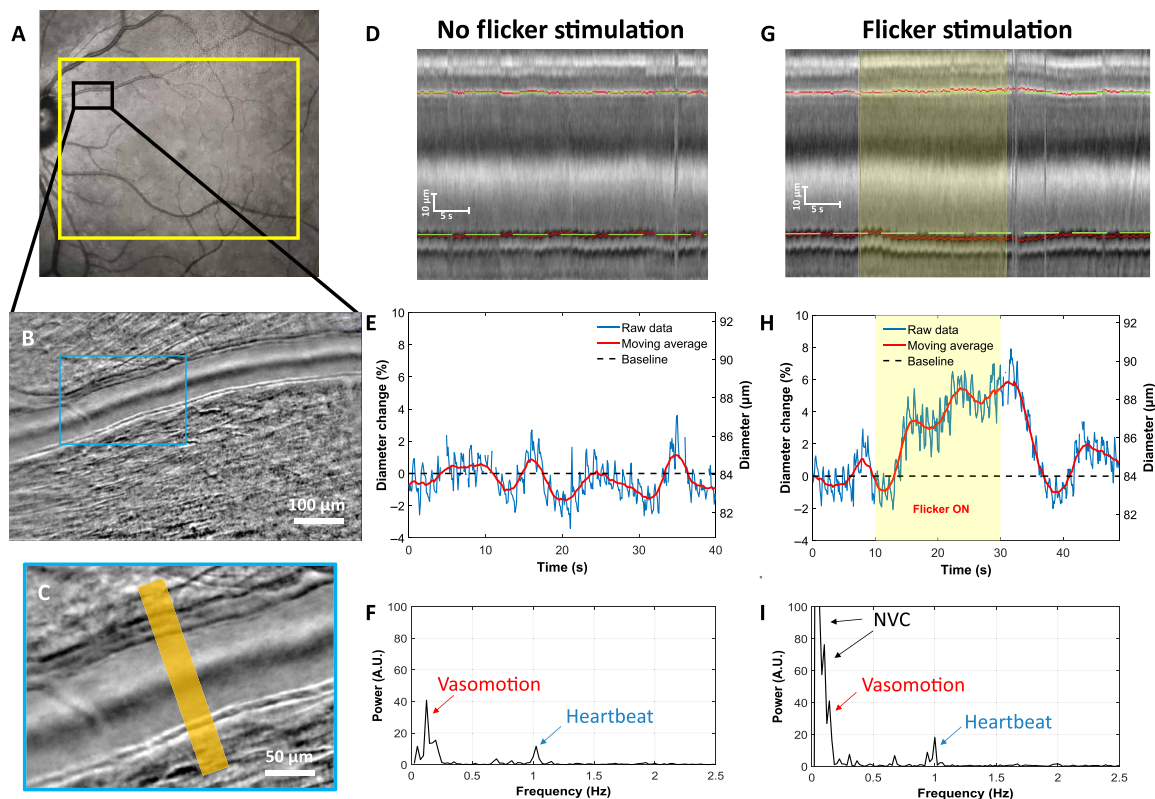 A
B
100 µm
C
50 µm
D
No flicker stimulation
10 µm
5 s
E
Raw data
Moving average
Baseline
10
8
6
4
2
0
−2
−4
Diameter change (%)
92
90
88
86
84
82
Diameter (µm)
0 10 20 30 40
Time (s)
F
100
80
60
40
20
0
Power (A.U.)
Vasomotion
Heartbeat
0 0.5 1 1.5 2 2.5
Frequency (Hz)
G
Flicker stimulation
10 µm
5 s
H
Raw data
Moving average
Baseline
Flicker ON
10
8
6
4
2
0
−2
−4
Diameter change (%)
92
90
88
86
84
82
Diameter (µm)
0 10 20 30 40
Time (s)
I
NVC
Vasomotion
Heartbeat
100
80
60
40
20
0
Power (A.U.)
0 0.5 1 1.5 2 2.5
Frequency (Hz)